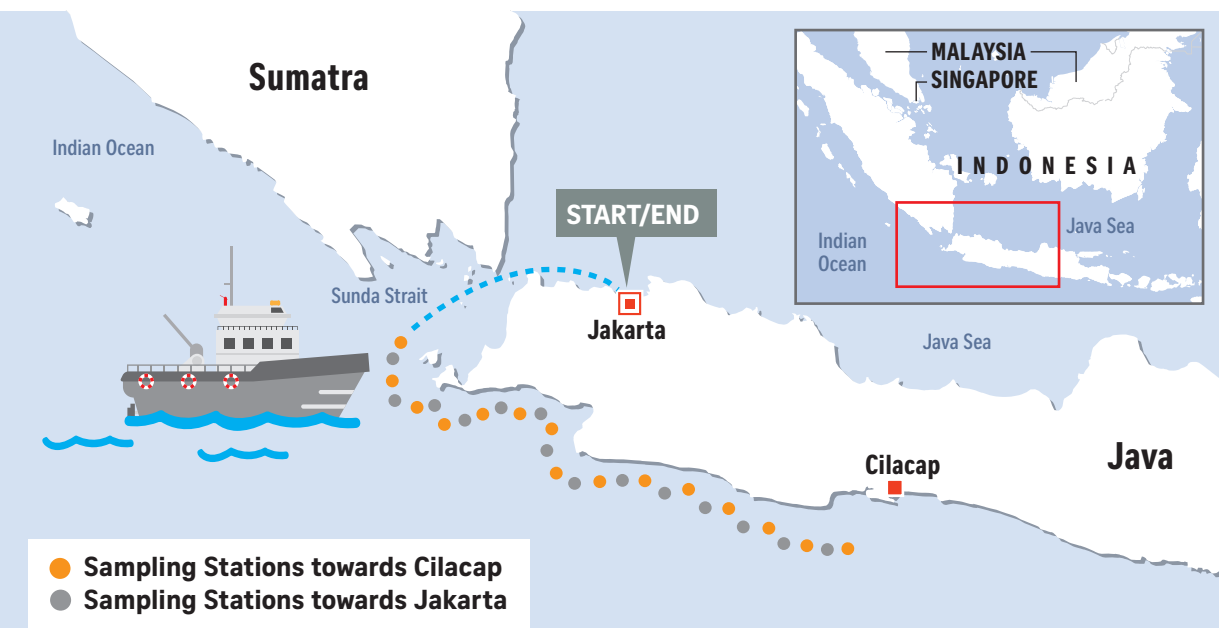 Sumatra
Indian Ocean
START/END
Sunda Strait
Jakarta
Java Sea
Cilacap
Java
MALAYSIA
SINGAPORE
INDONESIA
Java Sea
Indian
Ocean
Sampling Stations towards Cilacap
Sampling Stations towards Jakarta